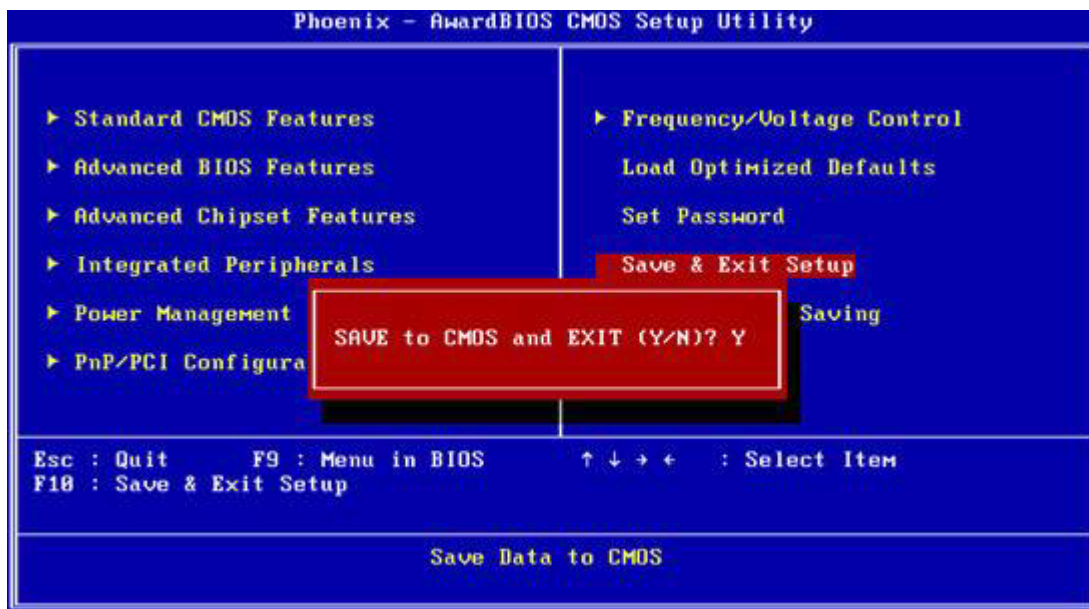 Phoenix - AwardBIOS CMOS Setup Utility
Standard CMOS Features
Advanced BIOS Features
Advanced Chipset Features
Integrated Peripherals
Power Management
PnP/PCI Configura
Frequency/Voltage Control
Load Optimized Defaults
Set Password
Save & Exit Setup
Saving
SAVE to CMOS and EXIT (Y/N)? Y
Esc : Quit F9 : Menu in BIOS ↑ ↓ → ← : Select Item
F10 : Save & Exit Setup
Save Data to CMOS